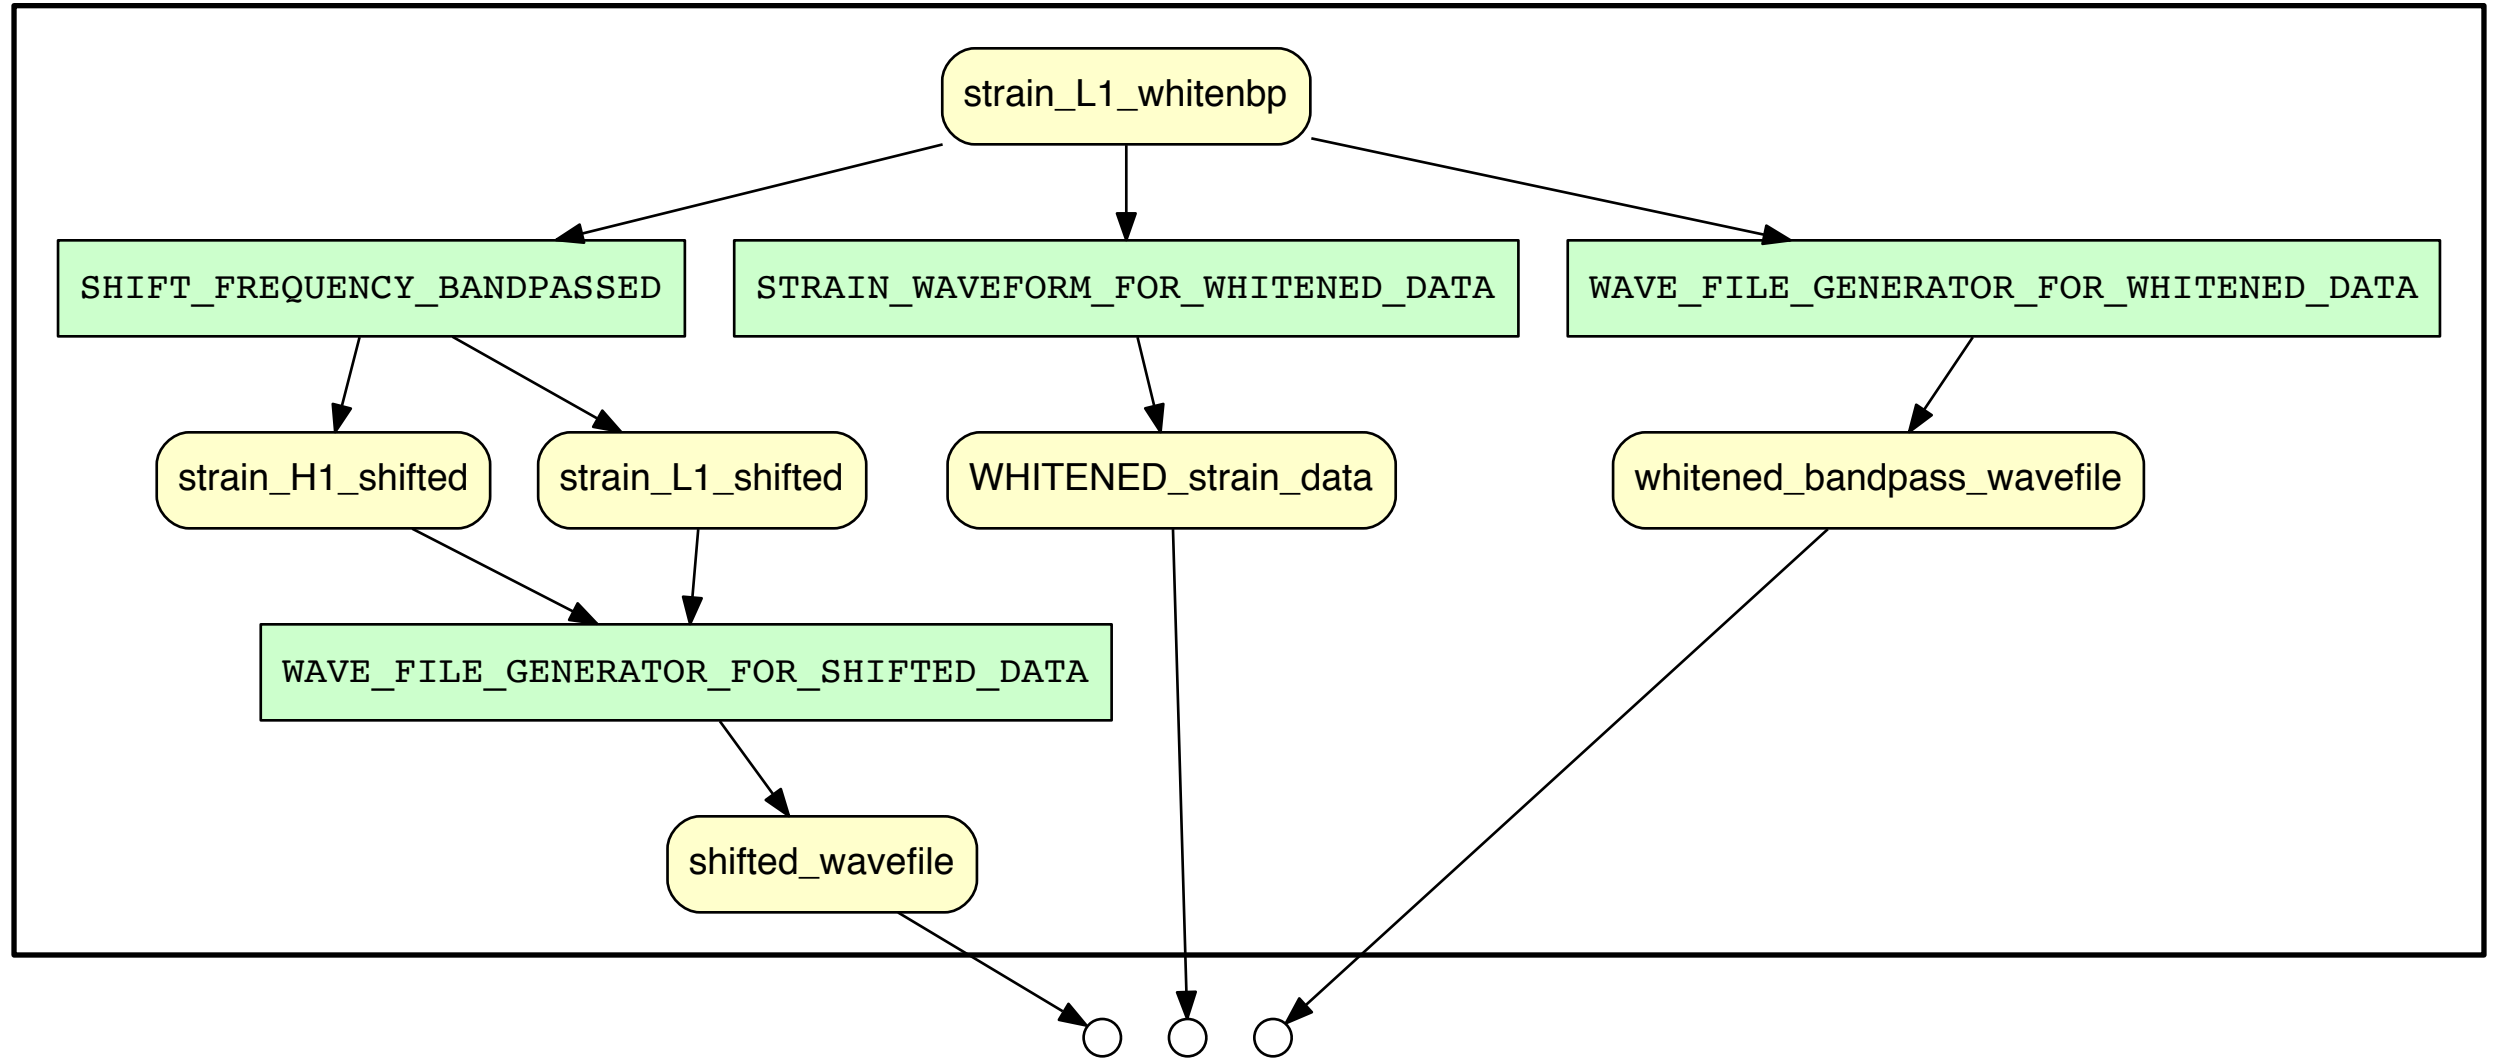 strain_L1_whitenbp
SHIFT_FREQUENCY_BANDPASSED
STRAIN_WAVEFORM_FOR_WHITENED_DATA
WAVE_FILE_GENERATOR_FOR_WHITENED_DATA
strain_H1_shifted
strain_L1_shifted
WHITENED_strain_data
whitened_bandpass_wavefile
WAVE_FILE_GENERATOR_FOR_SHIFTED_DATA
shifted_wavefile